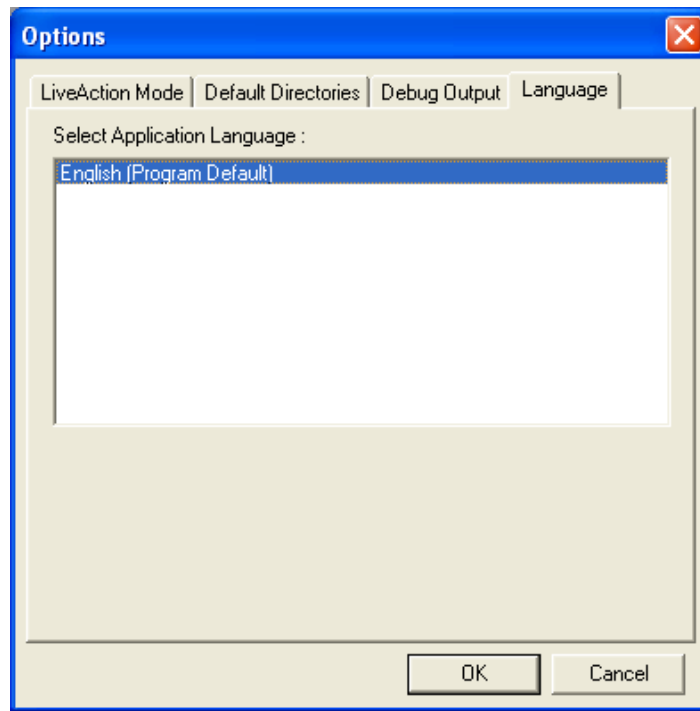 Options
LiveAction Mode Default Directories Debug Output Language
Select Application Language :
English (Program Default)
OK Cancel